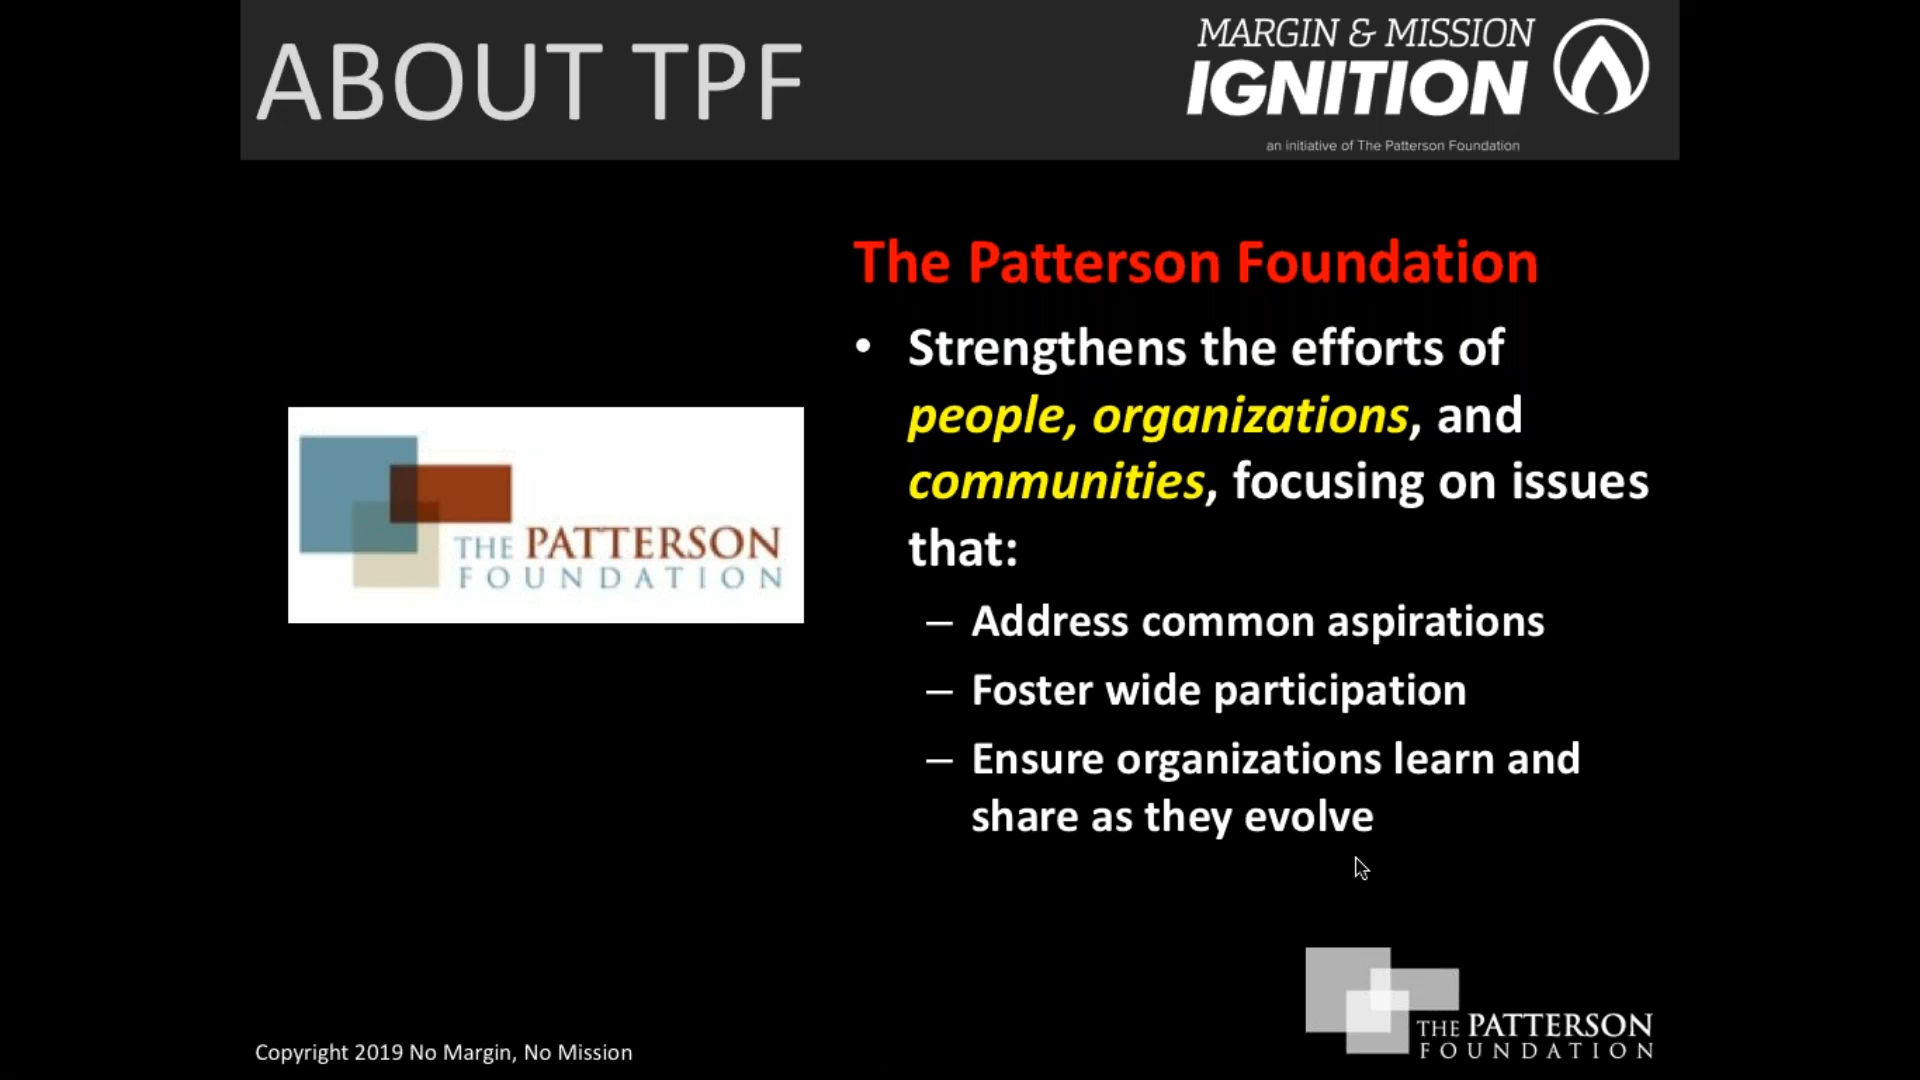 ABOUT TPF
MARGIN & MISSION
IGNITION
an initiative of The Patterson Foundation
The Patterson Foundation
• Strengthens the efforts of
people, organizations, and
communities, focusing on issues
that:
– Address common aspirations
– Foster wide participation
– Ensure organizations learn and
share as they evolve
THE PATTERSON
FOUNDATION
THE PATTERSON
FOUNDATION
Copyright 2019 No Margin, No Mission